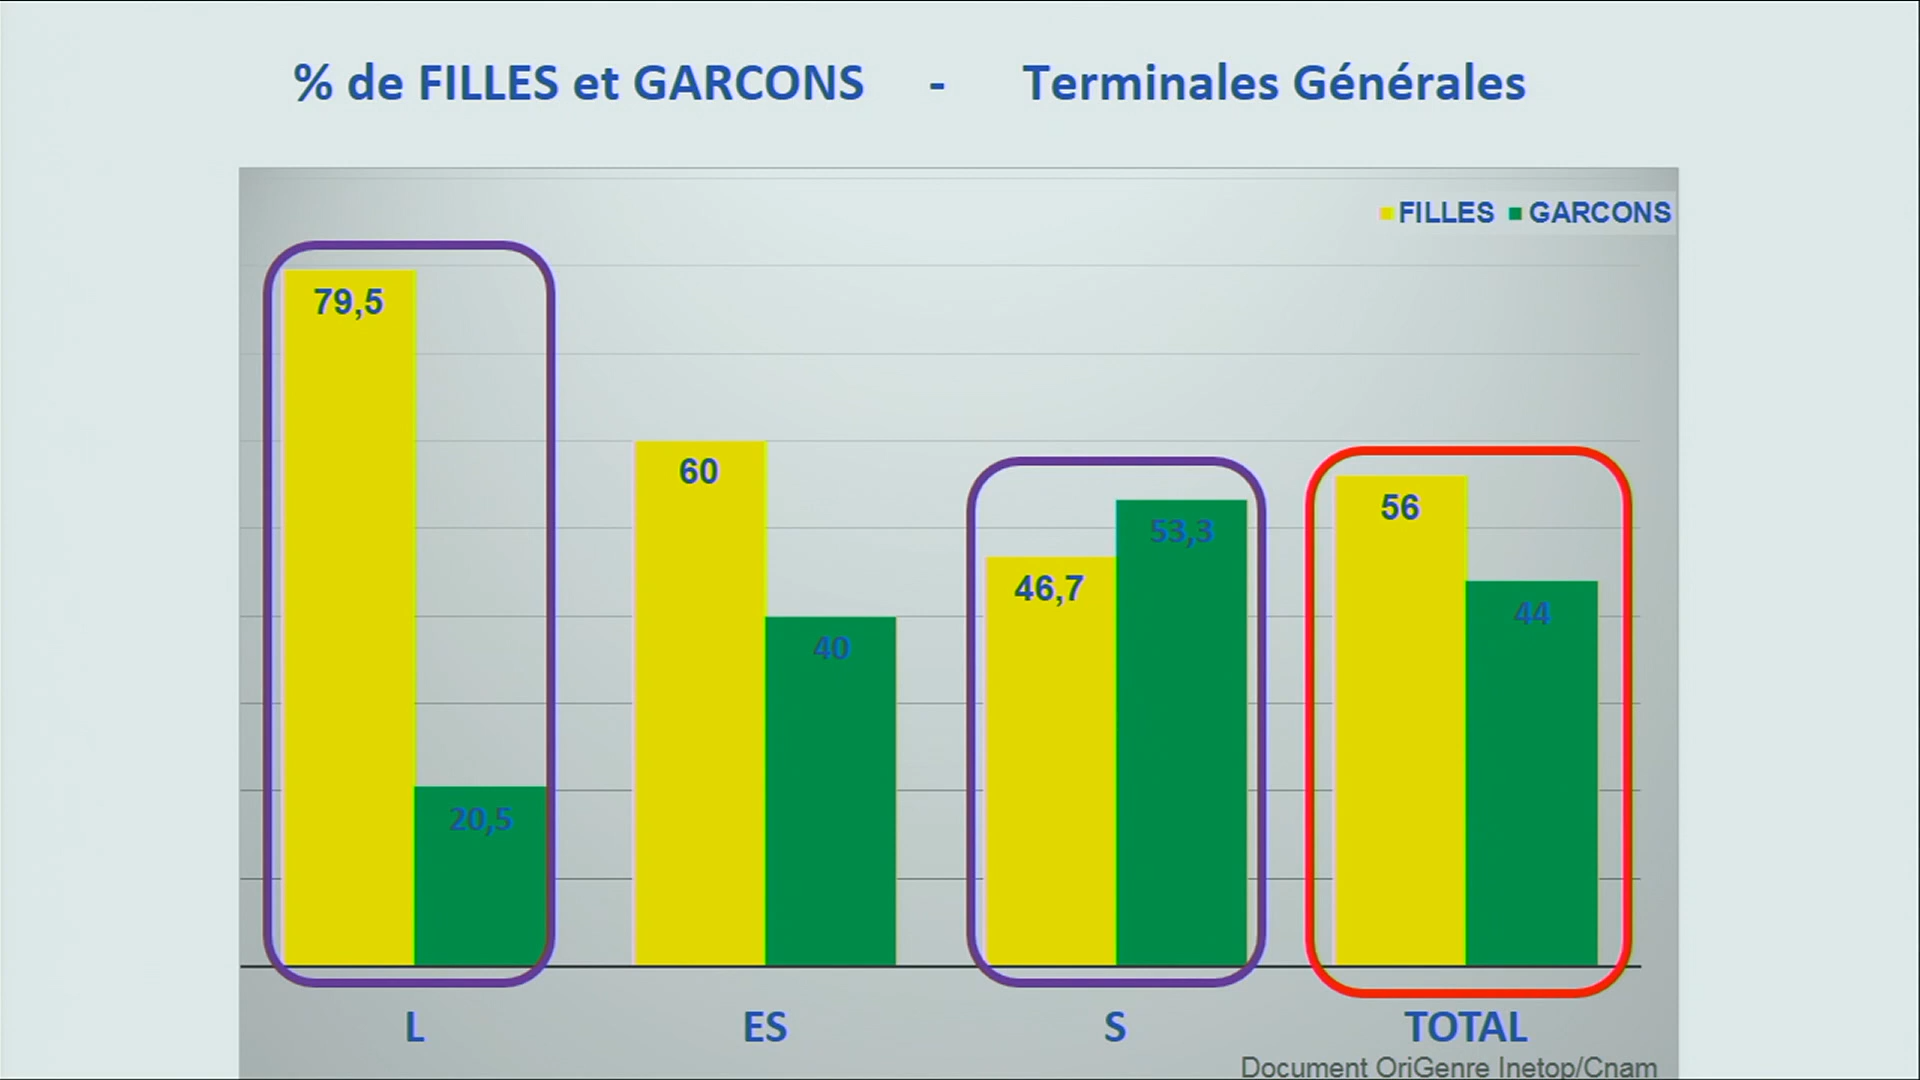 % de FILLES et GARCONS - Terminales Générales
FILLES GARCONS
79,5
20,5
60
40
46,7
53,3
56
44
L ES S TOTAL
Document OriGenre Inetop/Cnam